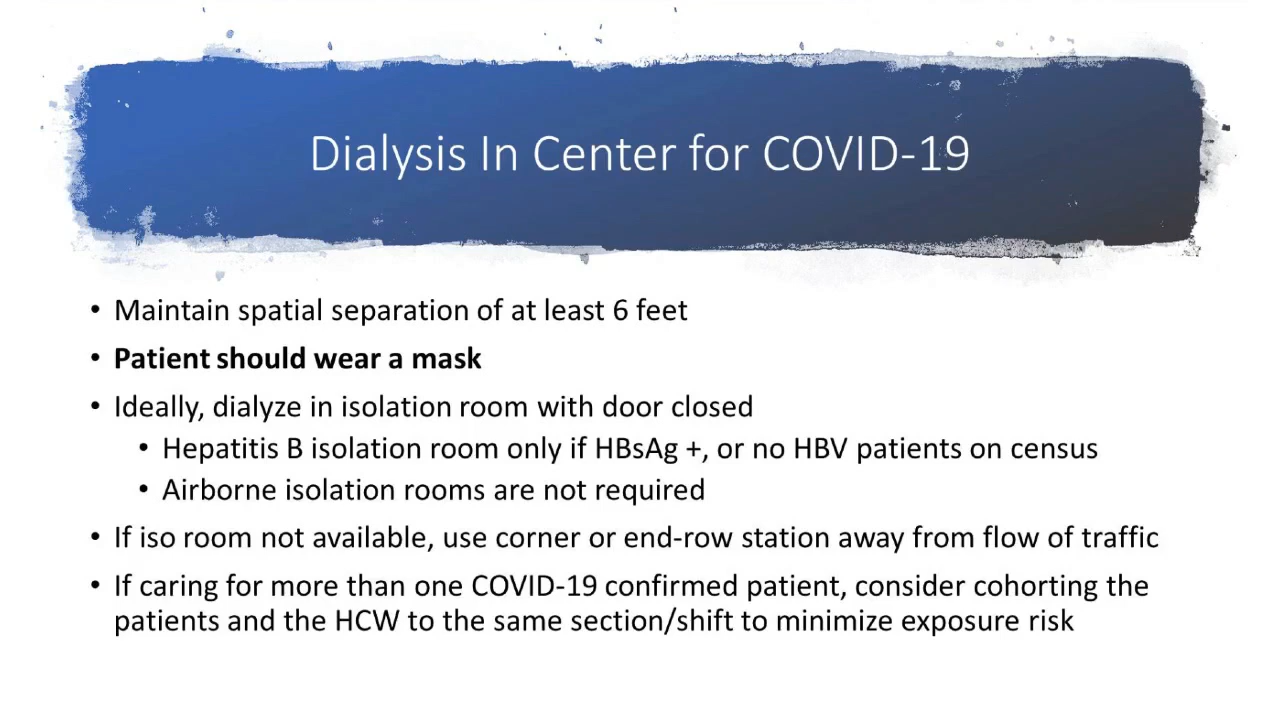 Dialysis In Center for COVID-19
• Maintain spatial separation of at least 6 feet
• Patient should wear a mask
• Ideally, dialyze in isolation room with door closed
• Hepatitis B isolation room only if HBsAg +, or no HBV patients on census
• Airborne isolation rooms are not required
• If iso room not available, use corner or end-row station away from flow of traffic
• If caring for more than one COVID-19 confirmed patient, consider cohorting the
patients and the HCW to the same section/shift to minimize exposure risk